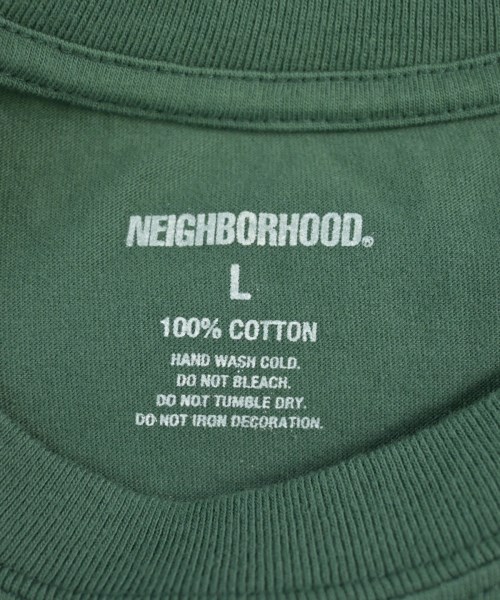 NEIGHBORHOOD®
L
100% COTTON
HAND WASH COLD.
DO NOT BLEACH.
DO NOT TUMBLE DRY.
DO NOT IRON DECORATION.